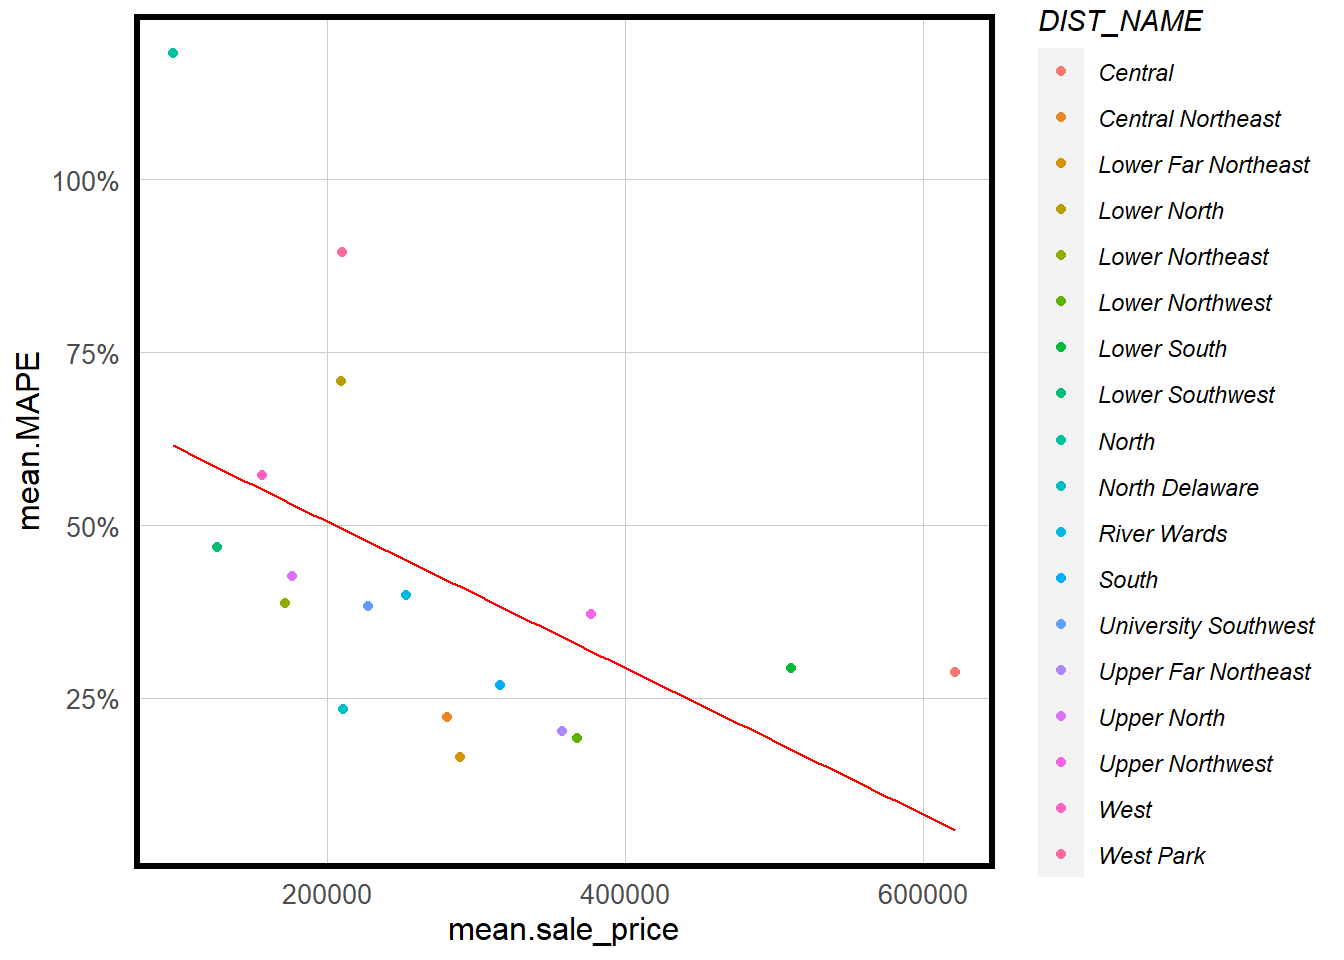 DIST_NAME
Central
Central Northeast
Lower Far Northeast
Lower North
Lower Northeast
Lower Northwest
Lower South
Lower Southwest
North
North Delaware
River Wards
South
University Southwest
Upper Far Northeast
Upper North
Upper Northwest
West
West Park
100%
75%
50%
25%
mean.MAPE
200000
400000
600000
mean.sale_price